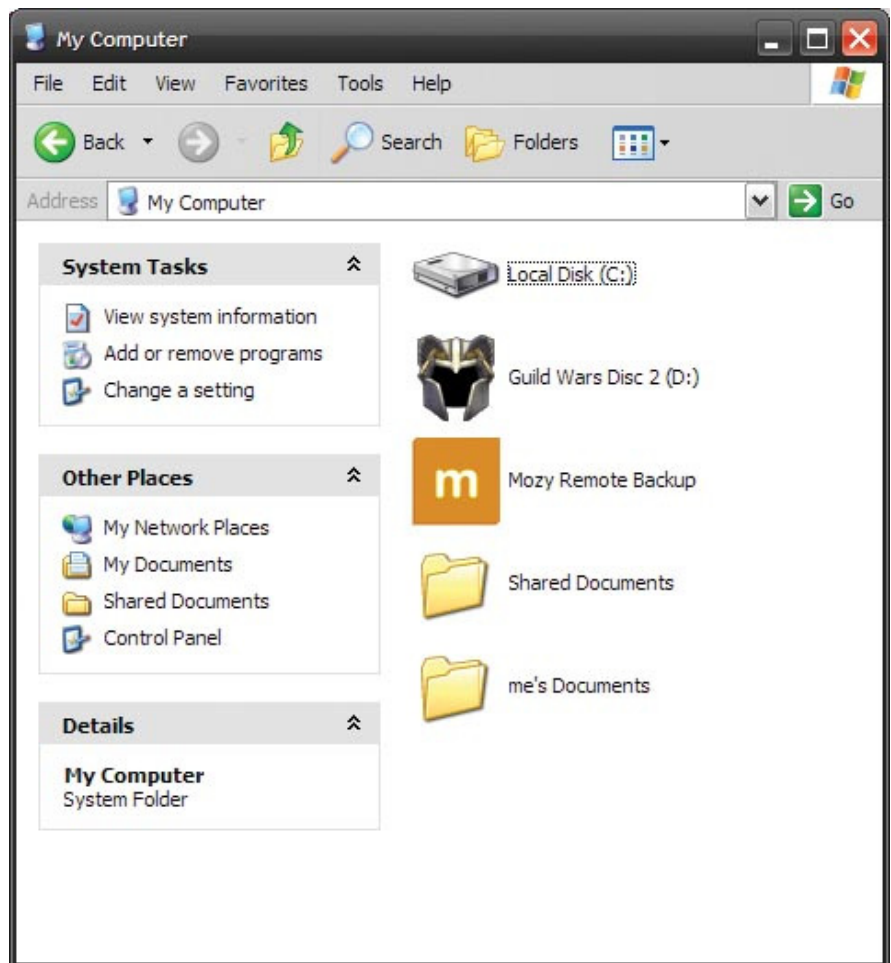 My Computer
File Edit View Favorites Tools Help
Back Search Folders
Address My Computer Go
System Tasks
View system information
Add or remove programs
Change a setting
Other Places
My Network Places
My Documents
Shared Documents
Control Panel
Details
My Computer
System Folder
Local Disk (C:)
Guild Wars Disc 2 (D:)
m
Mozy Remote Backup
Shared Documents
me's Documents